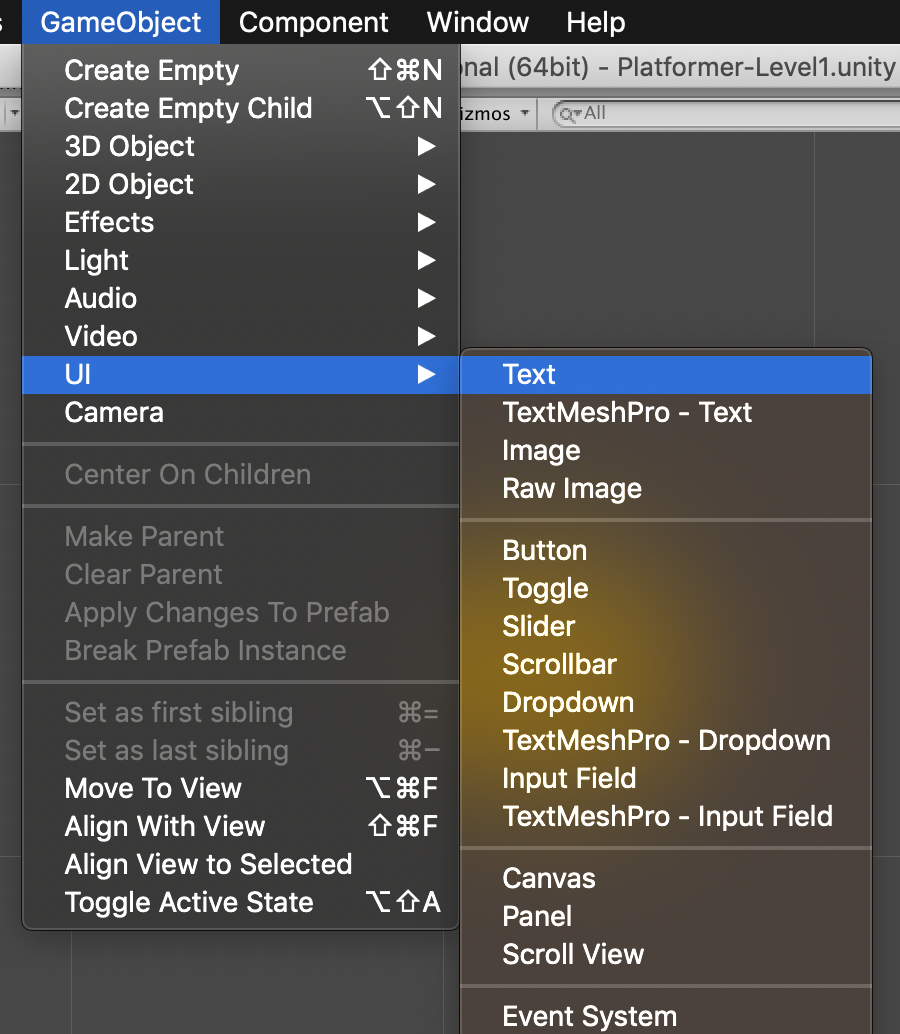 GameObject Component Window Help
nal (64bit) - Platformer-Level1.unity
izmos All
Create Empty ⇧⌘N
Create Empty Child ⌥⇧N
3D Object ▶
2D Object ▶
Effects ▶
Light ▶
Audio ▶
Video ▶
UI ▶
Camera
Center On Children
Make Parent
Clear Parent
Apply Changes To Prefab
Break Prefab Instance
Set as first sibling ⌘=
Set as last sibling ⌘−
Move To View ⌥⌘F
Align With View ⇧⌘F
Align View to Selected
Toggle Active State ⌥⇧A
Text
TextMeshPro - Text
Image
Raw Image
Button
Toggle
Slider
Scrollbar
Dropdown
TextMeshPro - Dropdown
Input Field
TextMeshPro - Input Field
Canvas
Panel
Scroll View
Event System